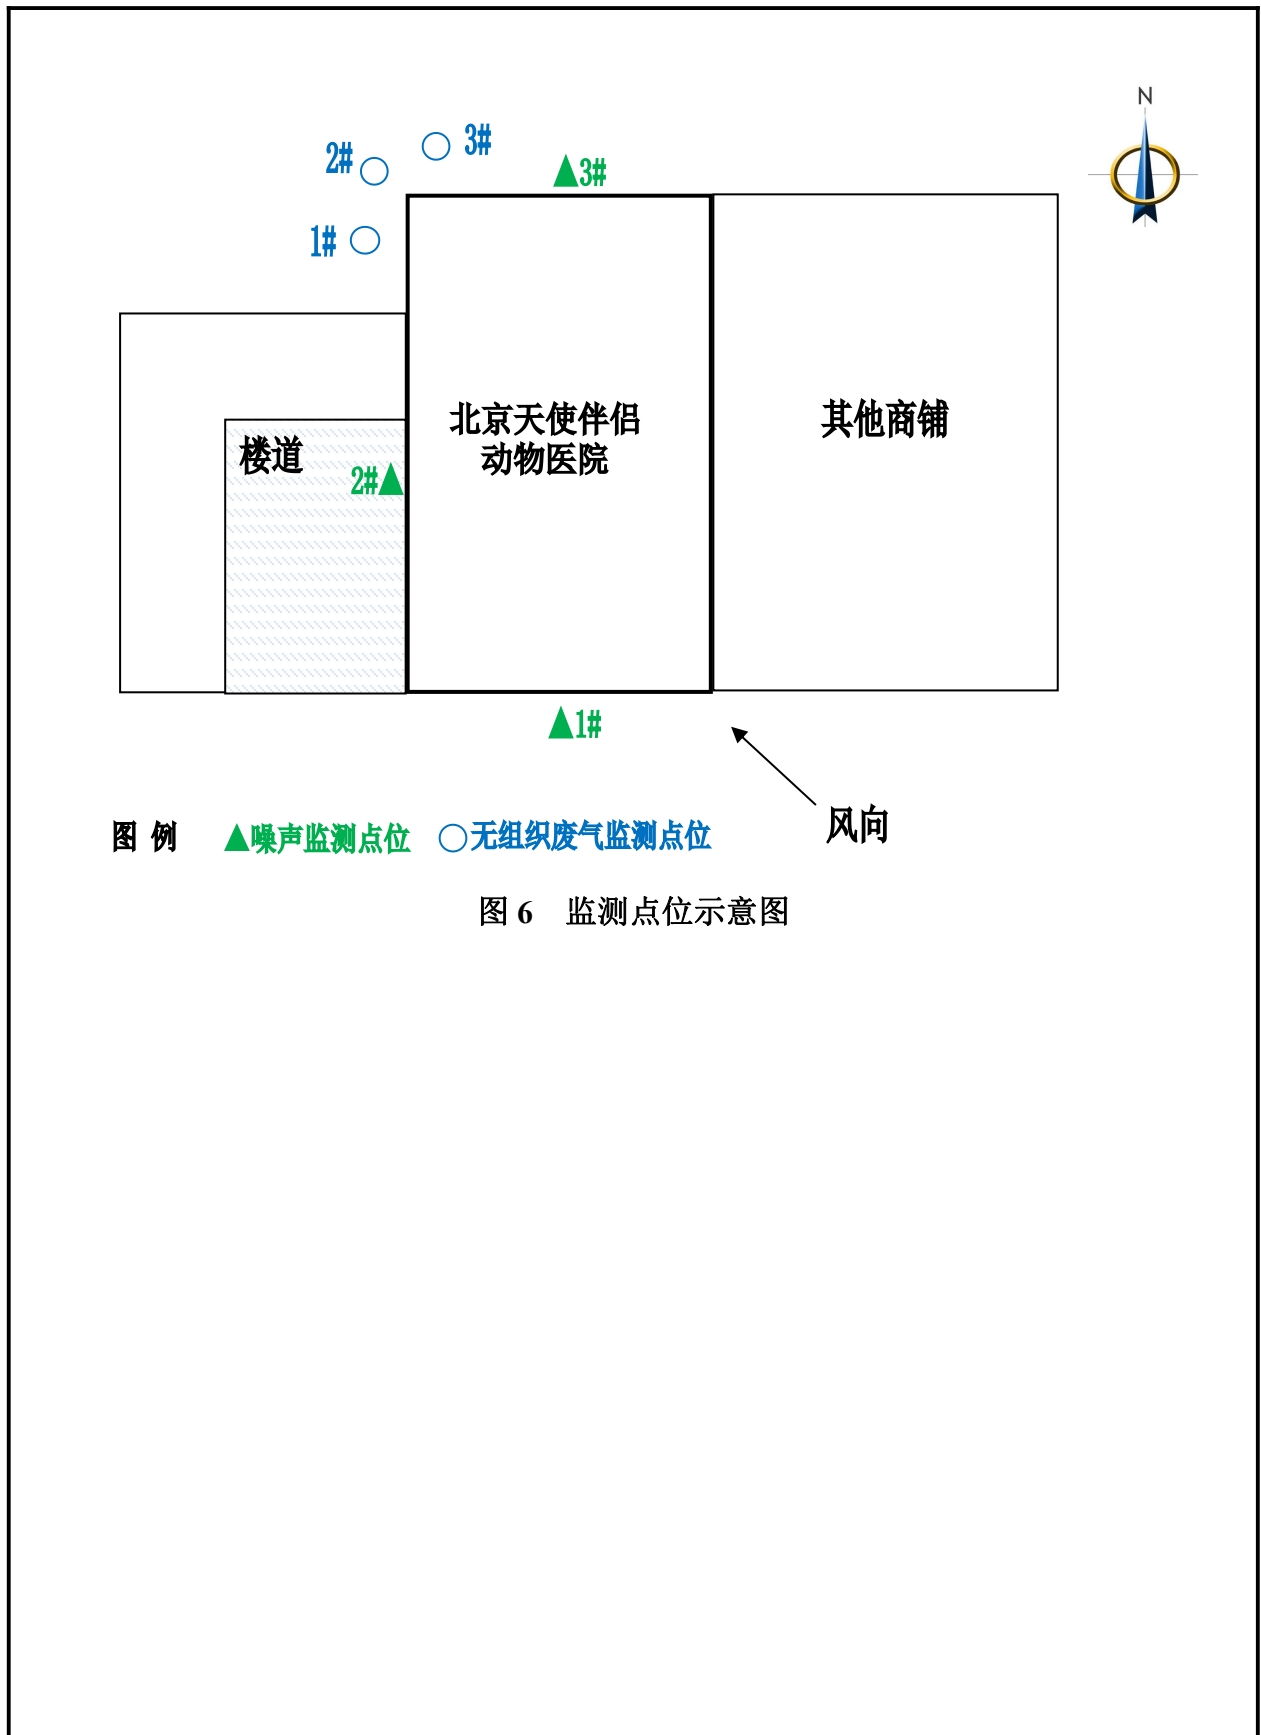 N
2#
3#
3#
1#
北京天使伴侣
动物医院
其他商铺
楼道
2#
1#
风向
图 例
噪声监测点位
无组织废气监测点位
图 6 监测点位示意图